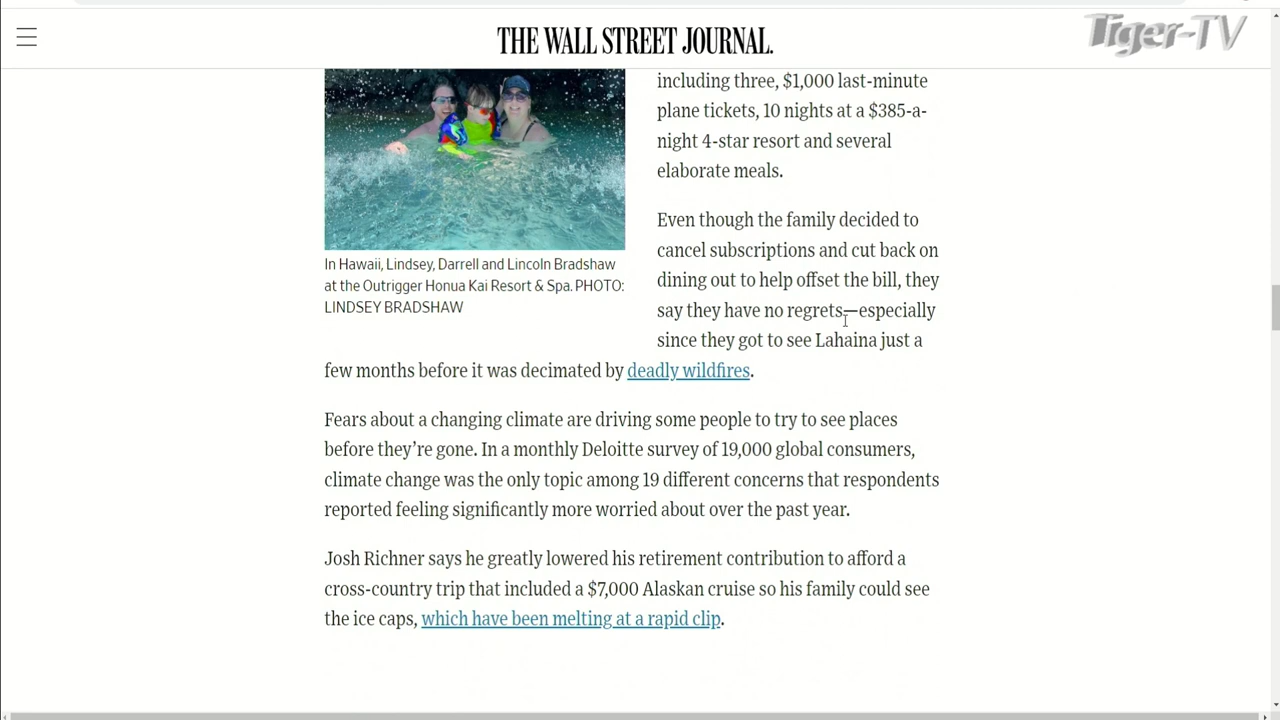 THE WALL STREET JOURNAL.
Tiger-TV
including three, $1,000 last-minute
plane tickets, 10 nights at a $385-a-
night 4-star resort and several
elaborate meals.
Even though the family decided to
cancel subscriptions and cut back on
dining out to help offset the bill, they
say they have no regrets—especially
since they got to see Lahaina just a
few months before it was decimated by deadly wildfires.
In Hawaii, Lindsey, Darrell and Lincoln Bradshaw
at the Outrigger Honua Kai Resort & Spa. PHOTO:
LINDSEY BRADSHAW
Fears about a changing climate are driving some people to try to see places
before they’re gone. In a monthly Deloitte survey of 19,000 global consumers,
climate change was the only topic among 19 different concerns that respondents
reported feeling significantly more worried about over the past year.
Josh Richner says he greatly lowered his retirement contribution to afford a
cross-country trip that included a $7,000 Alaskan cruise so his family could see
the ice caps, which have been melting at a rapid clip.